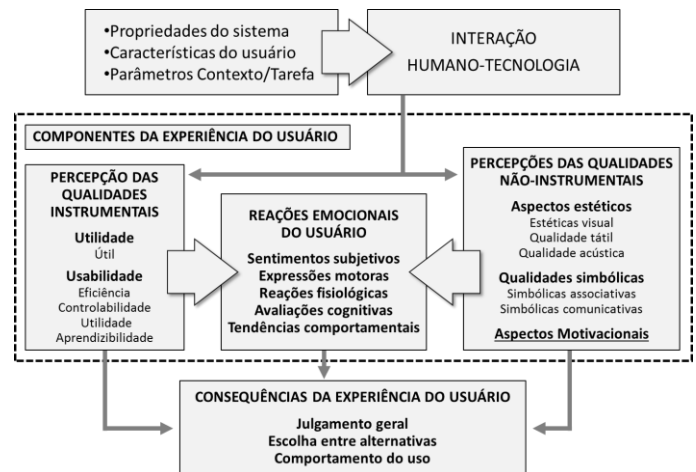 •Propriedades do sistema
•Características do usuário
•Parâmetros Contexto/Tarefa
INTERAÇÃO
HUMANO-TECNOLOGIA
COMPONENTES DA EXPERIÊNCIA DO USUÁRIO
PERCEPÇÃO DAS
QUALIDADES
INSTRUMENTAIS
Utilidade
Útil
Usabilidade
Eficiência
Controlabilidade
Utilidade
Aprendizibilidade
REAÇÕES EMOCIONAIS
DO USUÁRIO
Sentimentos subjetivos
Expressões motoras
Reações fisiológicas
Avaliações cognitivas
Tendências comportamentais
PERCEPÇÕES DAS QUALIDADES
NÃO-INSTRUMENTAIS
Aspectos estéticos
Estéticas visual
Qualidade tátil
Qualidade acústica
Qualidades simbólicas
Simbólicas associativas
Simbólicas comunicativas
Aspectos Motivacionais
CONSEQUÊNCIAS DA EXPERIÊNCIA DO USUÁRIO
Julgamento geral
Escolha entre alternativas
Comportamento do uso